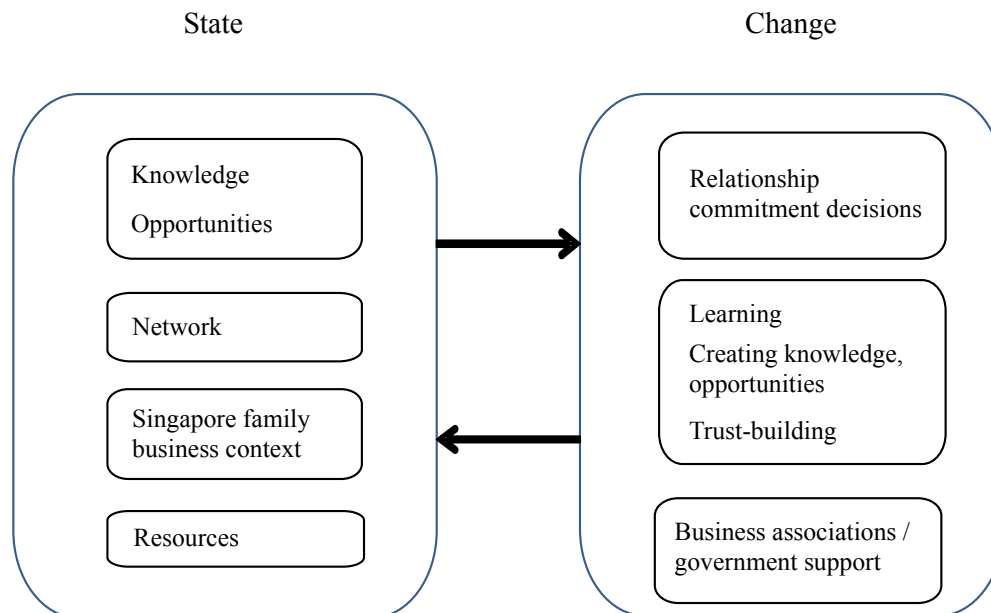 State
Change
Knowledge
Opportunities
Network
Singapore family
business context
Resources
Relationship
commitment decisions
Learning
Creating knowledge,
opportunities
Trust-building
Business associations /
government support